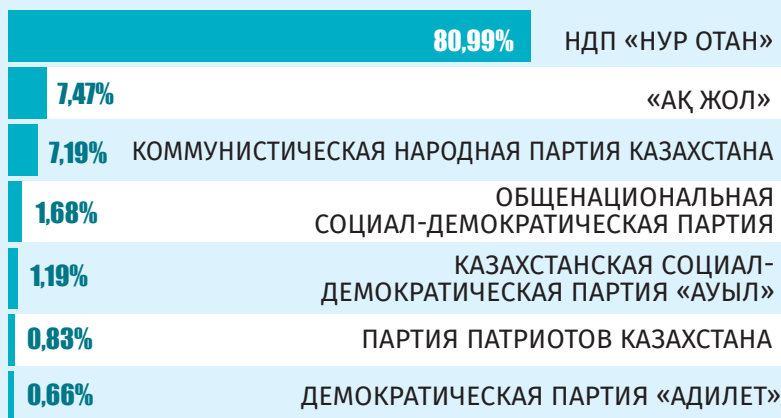 80,99% НДП «НУР ОТАН»
7,47% «АҚ ЖОЛ»
7,19% КОММУНИСТИЧЕСКАЯ НАРОДНАЯ ПАРТИЯ КАЗАХСТАНА
1,68% ОБЩЕНАЦИОНАЛЬНАЯ
СОЦИАЛ-ДЕМОКРАТИЧЕСКАЯ ПАРТИЯ
1,19% КАЗАХСТАНСКАЯ СОЦИАЛ-
ДЕМОКРАТИЧЕСКАЯ ПАРТИЯ «АУЫЛ»
0,83% ПАРТИЯ ПАТРИОТОВ КАЗАХСТАНА
0,66% ДЕМОКРАТИЧЕСКАЯ ПАРТИЯ «АДИЛЕТ»